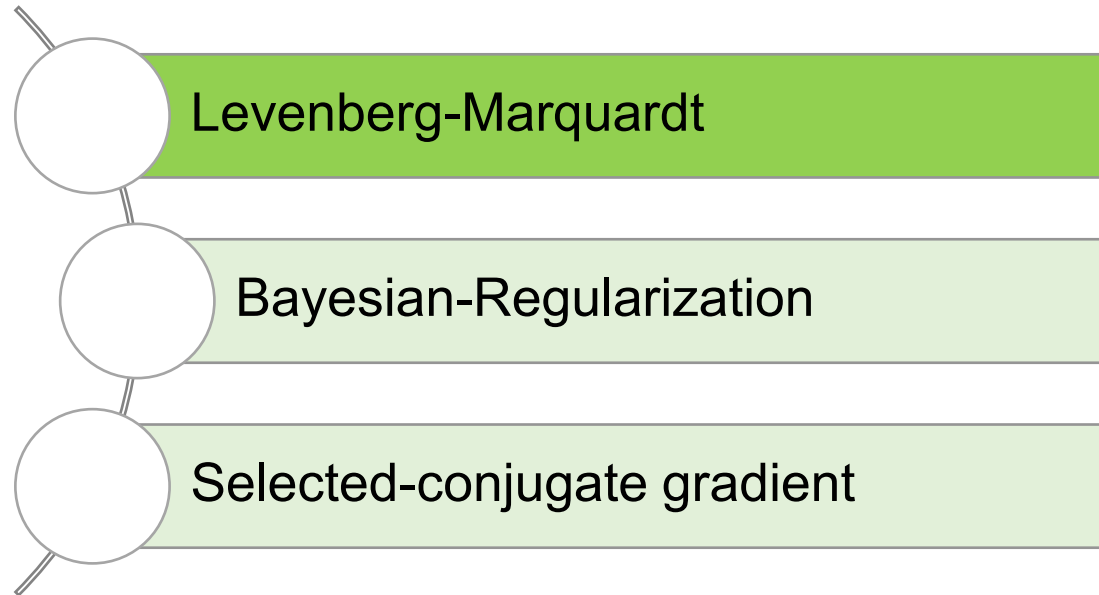 Levenberg-Marquardt
Bayesian-Regularization
Selected-conjugate gradient